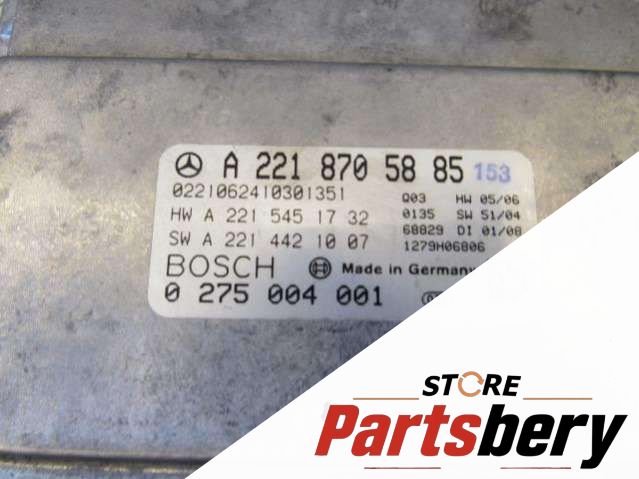 A 221 870 58 85 153
0221062410301351
HW A 221 545 17 32
SW A 221 442 10 07
Q03 HW 05/06
0135 SW 51/04
68829 DI 01/08
1279H06806
BOSCH Made in Germany
0 275 004 001
STORE
Partsbery